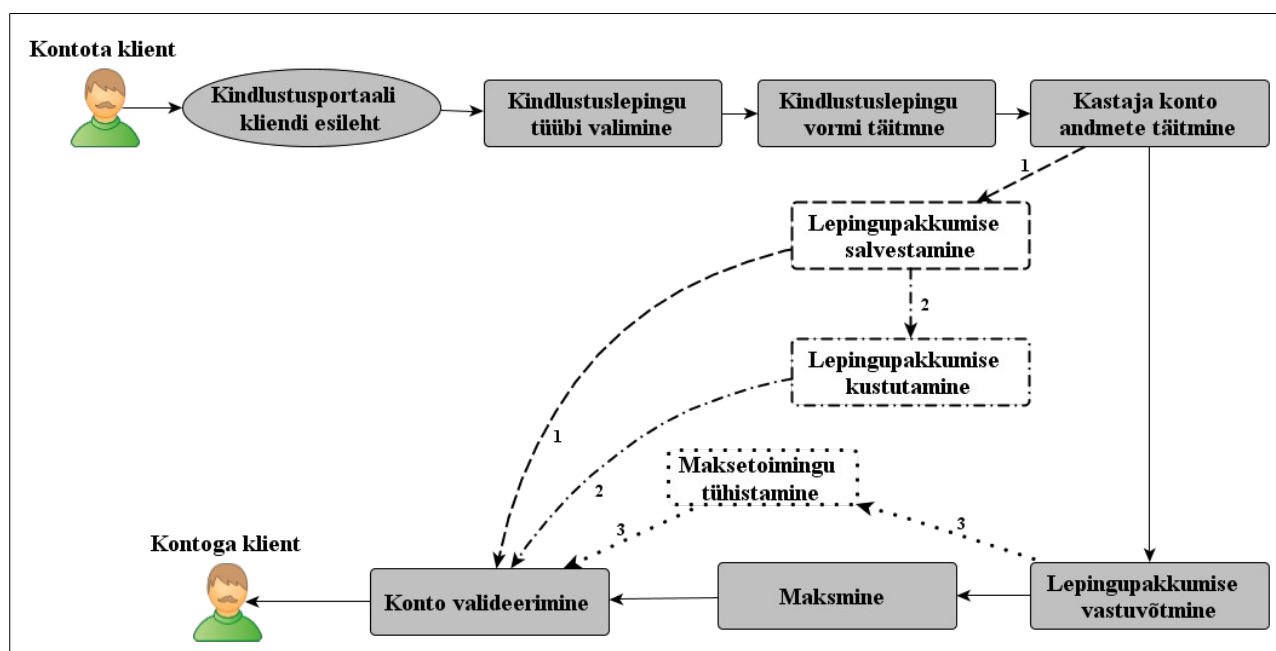 Kontota klient
Kindlustusportaali
kliendi esileht
Kindlustuslepingu
tüübi valimine
Kindlustuslepingu
vormi täitmne
Kastaja konto
andmete täitmine
1
Lepingupakkumise
salvestamine
2
Lepingupakkumise
kustutamine
1
2
Maksetoimingu
tühistamine
3
3
Kontoga klient
Konto valideerimine
Maksmine
Lepingupakkumise
vastuvõtmine